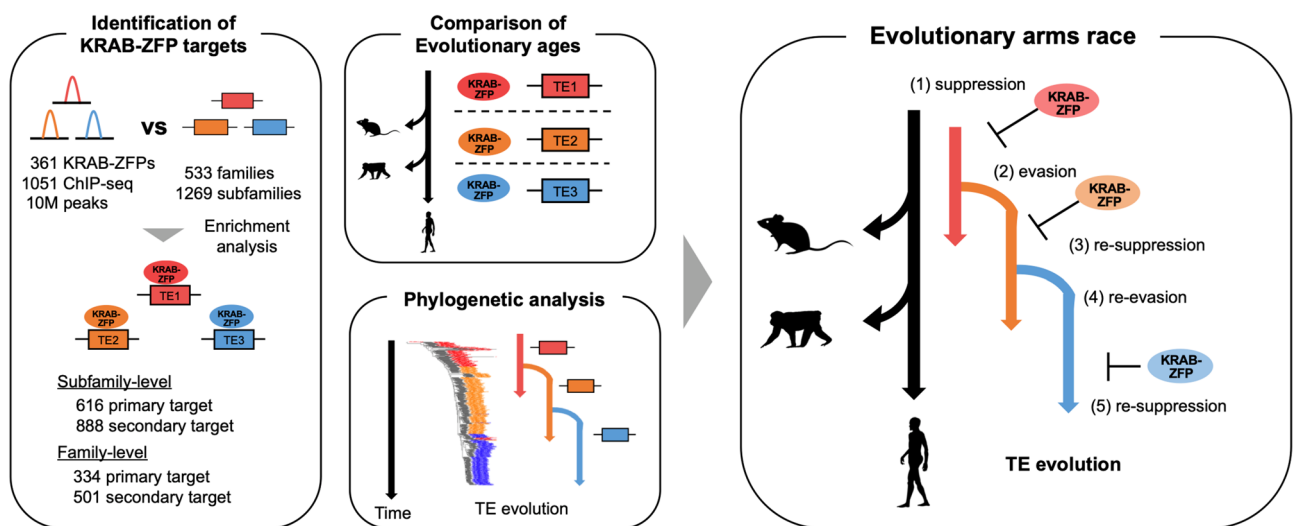 Identification of
KRAB-ZFP targets
vs
361 KRAB-ZFPs
1051 ChIP-seq
10M peaks
533 families
1269 subfamilies
Enrichment
analysis
KRAB-
ZFP
TE1
KRAB-
ZFP
TE2
KRAB-
ZFP
TE3
Subfamily-level
616 primary target
888 secondary target
Family-level
334 primary target
501 secondary target
Comparison of
Evolutionary ages
KRAB-
ZFP
TE1
KRAB-
ZFP
TE2
KRAB-
ZFP
TE3
Phylogenetic analysis
Time
TE evolution
Evolutionary arms race
(1) suppression
KRAB-
ZFP
(2) evasion
KRAB-
ZFP
(3) re-suppression
(4) re-evasion
KRAB-
ZFP
(5) re-suppression
TE evolution